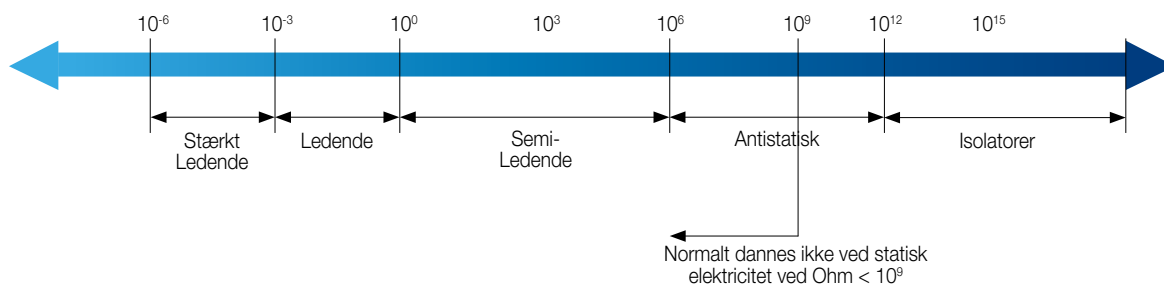 10⁻⁶ 10⁻³ 10⁰ 10³ 10⁶ 10⁹ 10¹² 10¹⁵
Stærkt
Ledende
Ledende
Semi-
Ledende
Antistatisk
Isolatorer
Normalt dannes ikke ved statisk
elektricitet ved Ohm < 10⁹